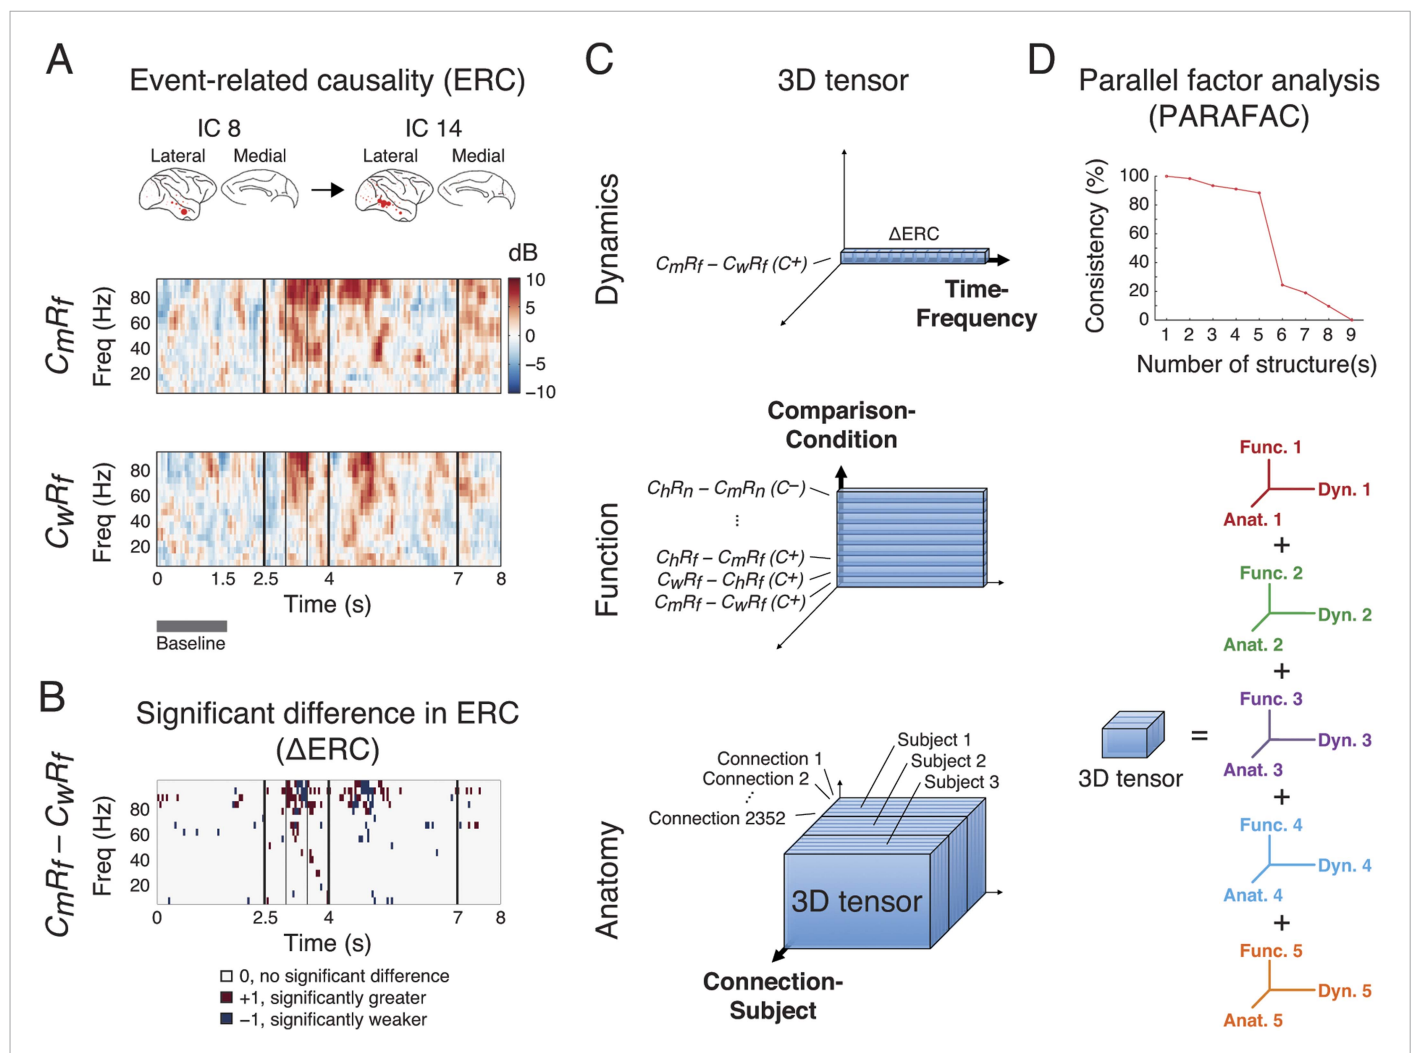 A
Event-related causality (ERC)
IC 8
IC 14
Lateral
Medial
Lateral
Medial
dB
CmRf
Freq (Hz)
80
60
40
20
10
5
0
−5
−10
CwRf
Freq (Hz)
80
60
40
20
0
1.5
2.5
4
7
8
Time (s)
Baseline
B
Significant difference in ERC
(ΔERC)
CmRf – CwRf
Freq (Hz)
80
60
40
20
0
2.5
4
7
8
Time (s)
0, no significant difference
+1, significantly greater
−1, significantly weaker
C
3D tensor
Dynamics
ΔERC
CmRf – CwRf (C+)
Time-
Frequency
Function
Comparison-
Condition
ChRn – CmRn (C–)
⋮
ChRf – CmRf (C+)
CwRf – ChRf (C+)
CmRf – CwRf (C+)
Anatomy
Connection 1
Connection 2
⋮
Connection 2352
Subject 1
Subject 2
Subject 3
3D tensor
Connection-
Subject
D
Parallel factor analysis
(PARAFAC)
Consistency (%)
100
80
60
40
20
0
1 2 3 4 5 6 7 8 9
Number of structure(s)
3D tensor
=
Func. 1
Dyn. 1
Anat. 1
+
Func. 2
Dyn. 2
Anat. 2
+
Func. 3
Dyn. 3
Anat. 3
+
Func. 4
Dyn. 4
Anat. 4
+
Func. 5
Dyn. 5
Anat. 5